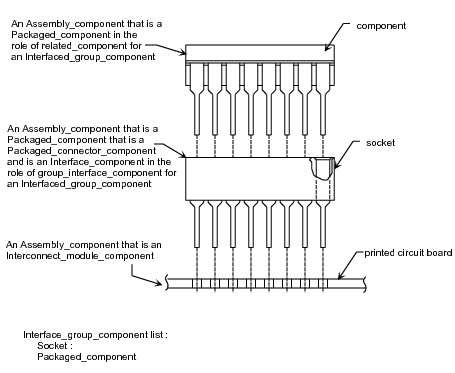 An Assembly_component that is a
Packaged_component in the
role of related_component for
an Interfaced_group_component
component
An Assembly_component that is a
Packaged_component that is a
Packaged_connector_component
and is an Interface_component in the
role of group_interface_component for
an Interfaced_group_component
socket
An Assembly_component that is an
Interconnect_module_component
printed circuit board
Interface_group_component list :
Socket :
Packaged_component